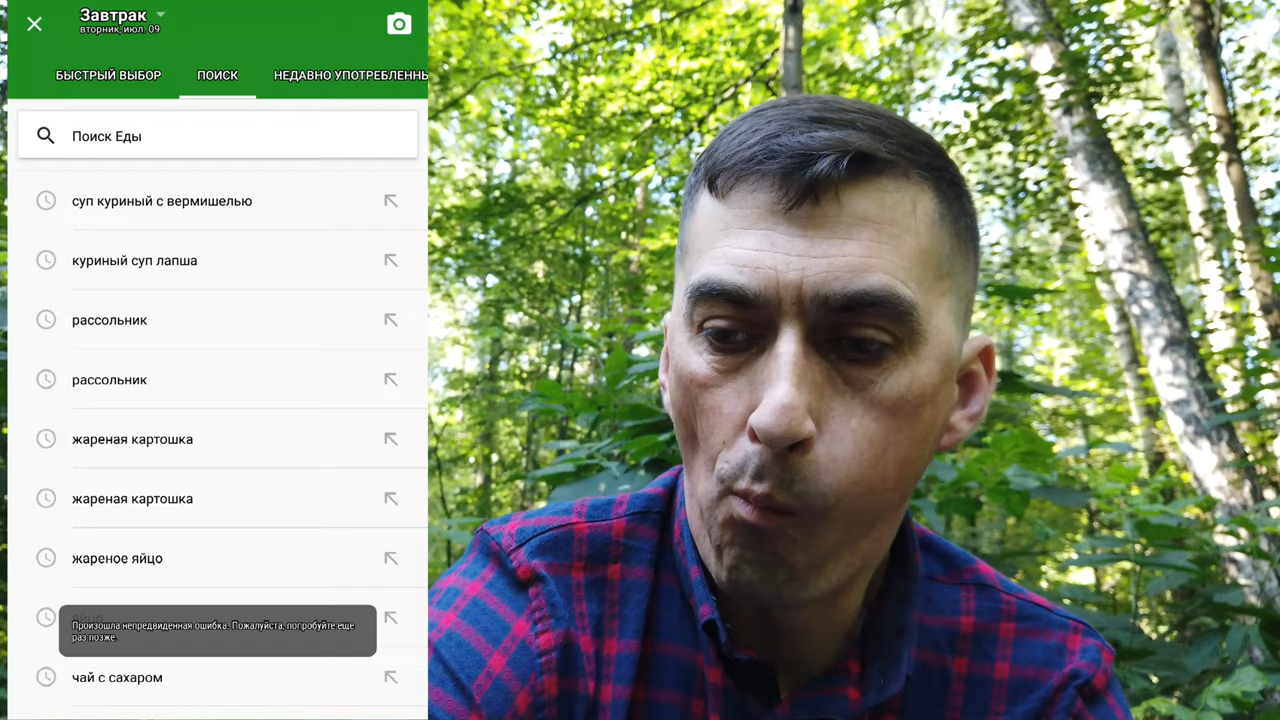 Завтрак
вторник, июл. 09
БЫСТРЫЙ ВЫБОР
ПОИСК
НЕДАВНО УПОТРЕБЛЕННЬ
Поиск Еды
суп куриный с вермишелью
куриный суп лапша
рассольник
рассольник
жареная картошка
жареная картошка
жареное яйцо
Произошла непредвиденная ошибка. Пожалуйста, попробуйте еще
раз позже.
чай с сахаром